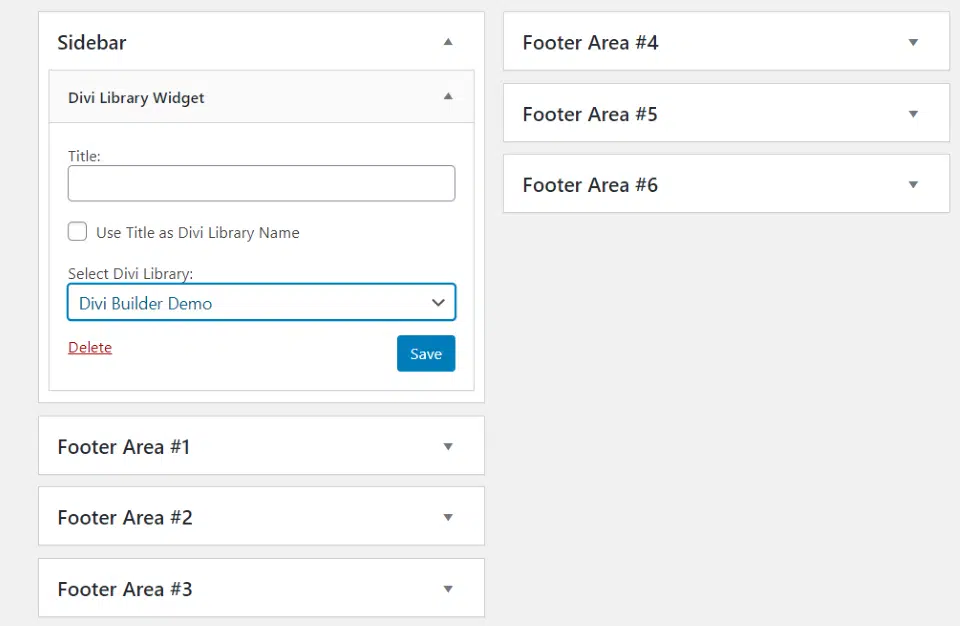 Sidebar
Divi Library Widget
Title:
Use Title as Divi Library Name
Select Divi Library:
Divi Builder Demo
Delete
Save
Footer Area #1
Footer Area #2
Footer Area #3
Footer Area #4
Footer Area #5
Footer Area #6